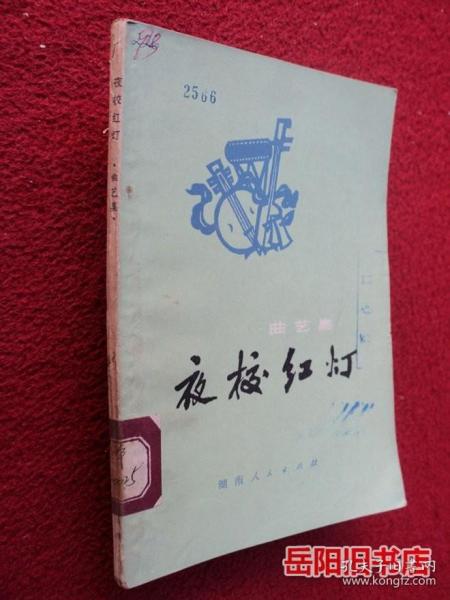 夜校红灯
·曲艺集·
2566
曲艺集
夜校红灯
湖南人民出版社
25
岳阳旧书店
孔夫子旧书网
www.kongfz.com